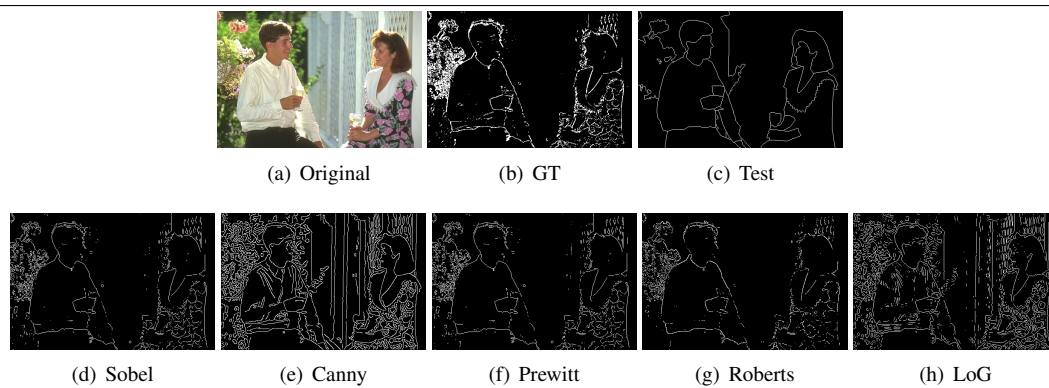 (a) Original (b) GT (c) Test
(d) Sobel (e) Canny (f) Prewitt (g) Roberts (h) LoG